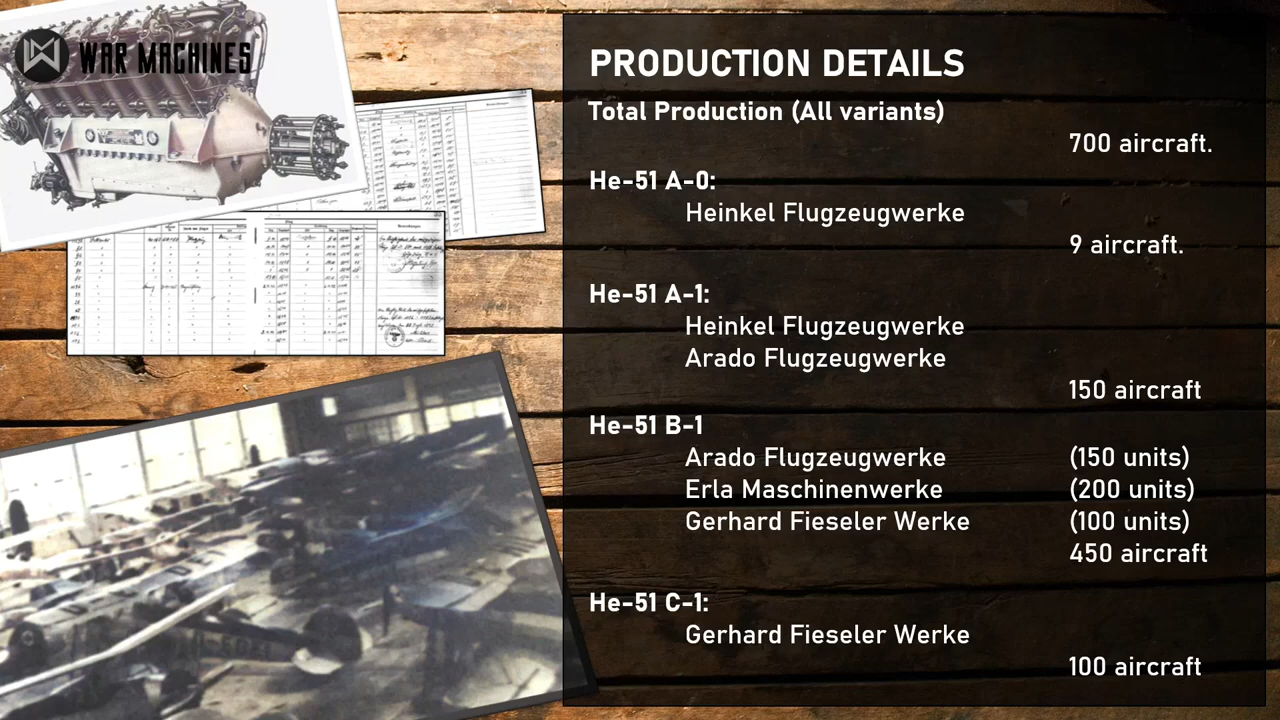 WAR MACHINES
PRODUCTION DETAILS
Total Production (All variants)
700 aircraft.
He-51 A-0:
Heinkel Flugzeugwerke
9 aircraft.
He-51 A-1:
Heinkel Flugzeugwerke
Arado Flugzeugwerke
150 aircraft
He-51 B-1
Arado Flugzeugwerke (150 units)
Erla Maschinenwerke (200 units)
Gerhard Fieseler Werke (100 units)
450 aircraft
He-51 C-1:
Gerhard Fieseler Werke
100 aircraft